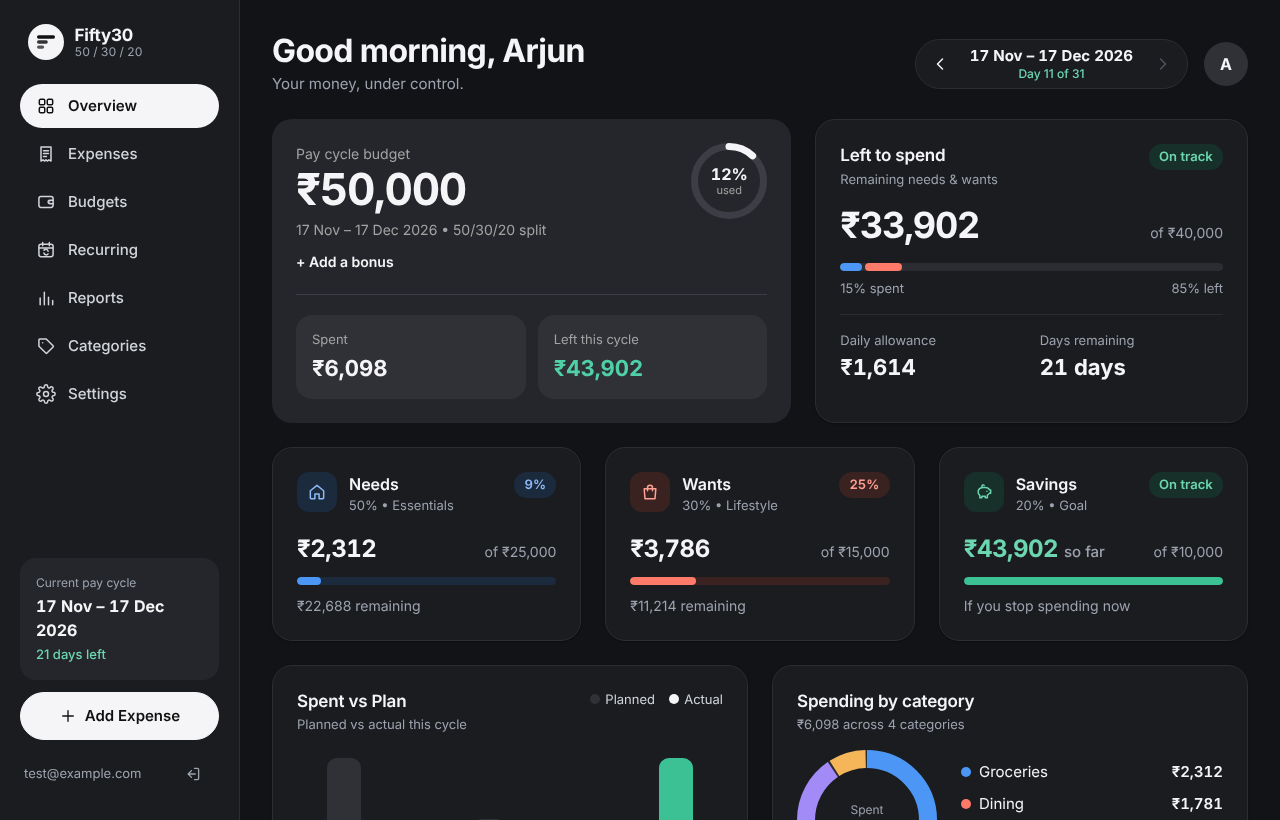 Fifty30
50 / 30 / 20
Overview
Expenses
Budgets
Recurring
Reports
Categories
Settings
Current pay cycle
17 Nov – 17 Dec
2026
21 days left
+ Add Expense
test@example.com
Good morning, Arjun
Your money, under control.
17 Nov – 17 Dec 2026
Day 11 of 31
A
Pay cycle budget
₹50,000
17 Nov – 17 Dec 2026 • 50/30/20 split
+ Add a bonus
12%
used
Spent
₹6,098
Left this cycle
₹43,902
Left to spend
On track
Remaining needs & wants
₹33,902
of ₹40,000
15% spent
85% left
Daily allowance
₹1,614
Days remaining
21 days
Needs
9%
50% • Essentials
₹2,312
of ₹25,000
₹22,688 remaining
Wants
25%
30% • Lifestyle
₹3,786
of ₹15,000
₹11,214 remaining
Savings
On track
20% • Goal
₹43,902 so far
of ₹10,000
If you stop spending now
Spent vs Plan
Planned
Actual
Planned vs actual this cycle
Spending by category
₹6,098 across 4 categories
Spent
Groceries ₹2,312
Dining ₹1,781